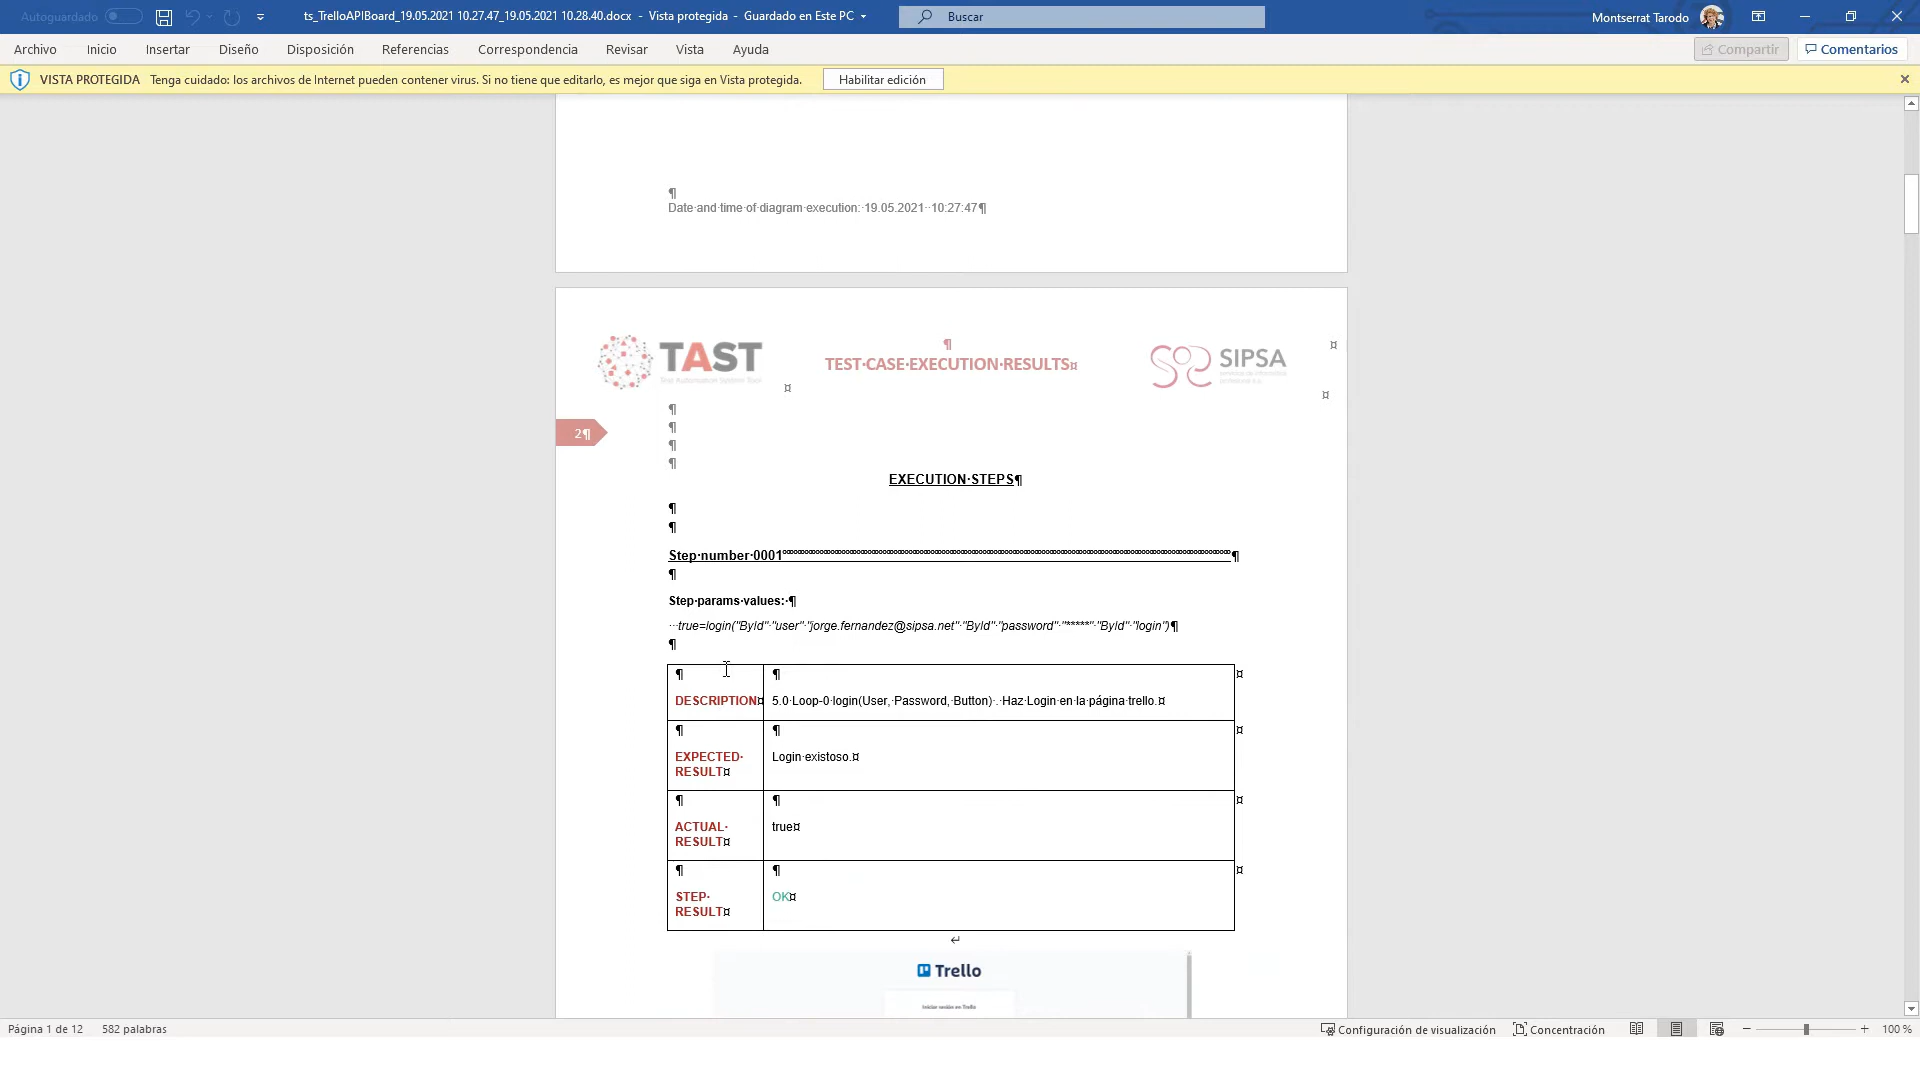 Autoguardado
ts_TrelloAPIBoard_19.05.2021 10.27.47_19.05.2021 10.28.40.docx - Vista protegida - Guardado en Este PC
Buscar
Montserrat Tarodo
Archivo Inicio Insertar Diseño Disposición Referencias Correspondencia Revisar Vista Ayuda
Compartir Comentarios
VISTA PROTEGIDA Tenga cuidado: los archivos de Internet pueden contener virus. Si no tiene que editarlo, es mejor que siga en Vista protegida. Habilitar edición
¶
Date·and·time·of·diagram·execution:·19.05.2021··10:27:47¶
TAST
¶
TEST·CASE·EXECUTION·RESULTS¤
SIPSA
¤
¤
¤
¶
2¶
¶
¶
¶
EXECUTION·STEPS¶
¶
¶
Step·number·0001¶
¶
Step·params·values:·¶
···true=login("ById"·"user"·"jorge.fernandez@sipsa.net"·"ById"·"password"·"*****"·"ById"·"login")¶
¶
¶ ¶ ¤
DESCRIPTION¤ 5.0·Loop-0·login(User,·Password,·Button)·.·Haz·Login·en·la·página·trello.¤
¶ ¶ ¤
EXPECTED· Login·existoso.¤
RESULT¤
¶ ¶ ¤
ACTUAL· true¤
RESULT¤
¶ ¶ ¤
STEP· OK¤
RESULT¤
↵
Trello
Iniciar sesión en Trello
Página 1 de 12 582 palabras
Configuración de visualización Concentración 100 %